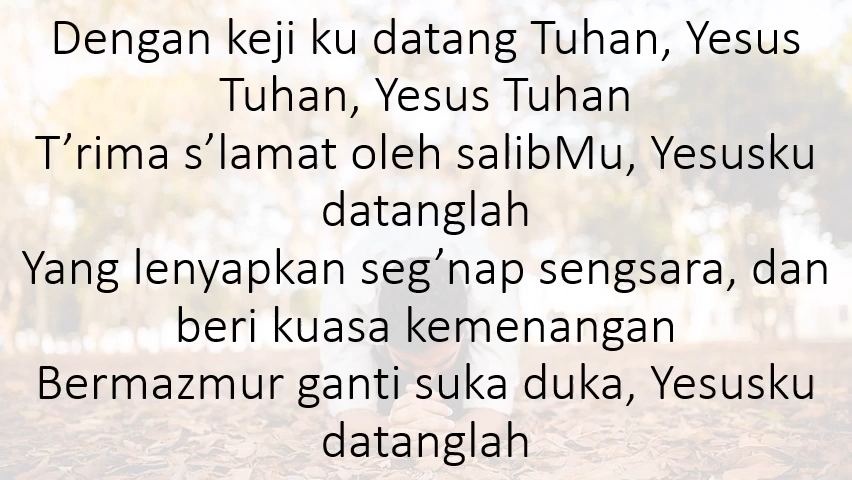 Dengan keji ku datang Tuhan, Yesus
Tuhan, Yesus Tuhan
T’rima s’lamat oleh salibMu, Yesusku
datanglah
Yang lenyapkan seg’nap sengsara, dan
beri kuasa kemenangan
Bermazmur ganti suka duka, Yesusku
datanglah